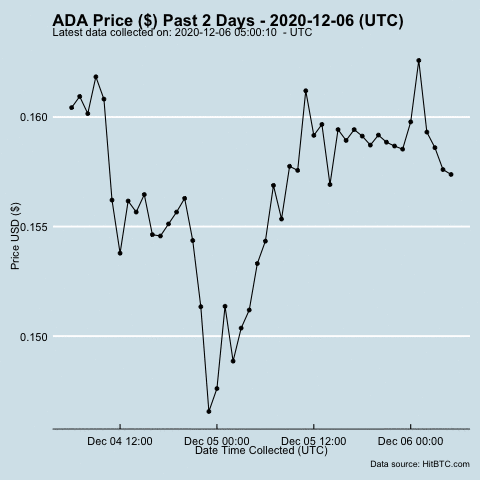 ADA Price ($) Past 2 Days - 2020-12-06 (UTC)
Latest data collected on: 2020-12-06 05:00:10  - UTC
0.160
0.155
0.150
Price USD ($)
Dec 04 12:00 Dec 05 00:00 Dec 05 12:00 Dec 06 00:00
Date Time Collected (UTC)
Data source: HitBTC.com